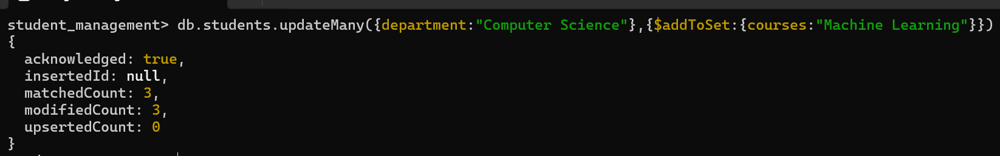 student_management> db.students.updateMany({department:"Computer Science"},{$addToSet:{courses:"Machine Learning"}})
{
  acknowledged: true,
  insertedId: null,
  matchedCount: 3,
  modifiedCount: 3,
  upsertedCount: 0
}